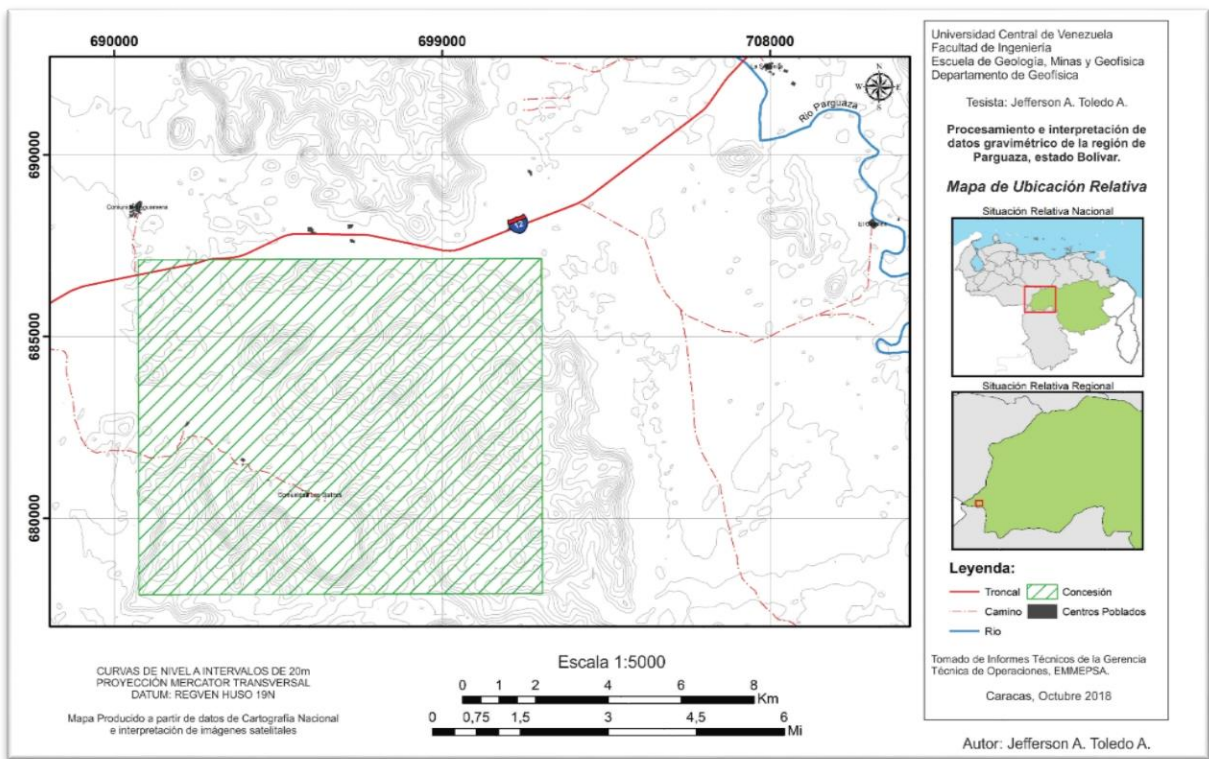 690000
699000
708000
690000
685000
680000
Río Parguaza
N
W
E
S
12
Universidad Central de Venezuela
Facultad de Ingeniería
Escuela de Geología, Minas y Geofísica
Departamento de Geofísica
Tesista: Jefferson A. Toledo A.
Procesamiento e interpretación de
datos gravimétrico de la región de
Parguaza, estado Bolívar.
Mapa de Ubicación Relativa
Situación Relativa Nacional
Situación Relativa Regional
Leyenda:
Troncal
Concesión
Camino
Centros Poblados
Río
Tomado de Informes Técnicos de la Gerencia
Técnica de Operaciones, EMMEPSA.
Caracas, Octubre 2018
Autor: Jefferson A. Toledo A.
CURVAS DE NIVEL A INTERVALOS DE 20m
PROYECCIÓN MERCATOR TRANSVERSAL
DATUM: REGVEN HUSO 19N
Mapa Producido a partir de datos de Cartografía Nacional
e interpretación de imágenes satelitales
Escala 1:5000
0 1 2 4 6 8
Km
0 0,75 1,5 3 4,5 6
Mi